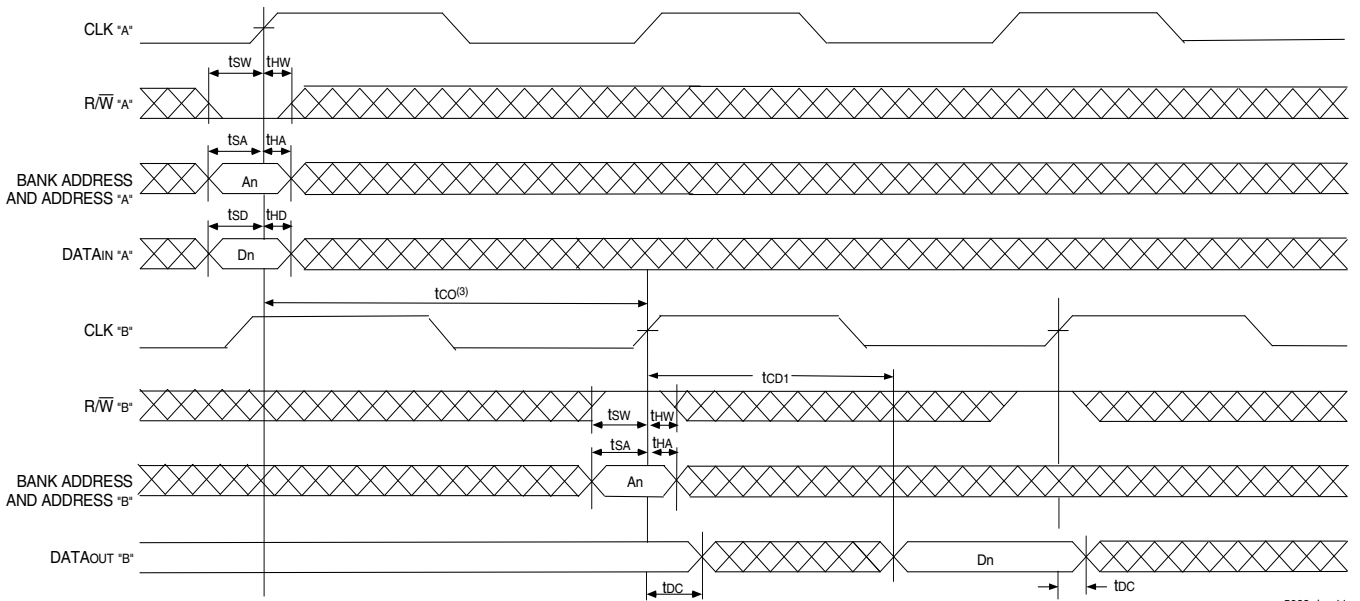 CLK "A"
tSW tHW
R/W̅ "A"
tSA tHA
BANK ADDRESS
AND ADDRESS "A"
An
tSD tHD
DATAIN "A"
Dn
tCO(3)
CLK "B"
tCD1
R/W̅ "B"
tSW tHW
tSA tHA
BANK ADDRESS
AND ADDRESS "B"
An
DATAOUT "B"
Dn
tDC
tDC